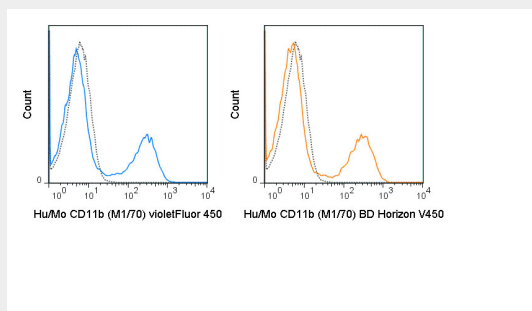 Count
0
10^0 10^1 10^2 10^3 10^4
Hu/Mo CD11b (M1/70) violetFluor 450
Count
0
10^0 10^1 10^2 10^3 10^4
Hu/Mo CD11b (M1/70) BD Horizon V450